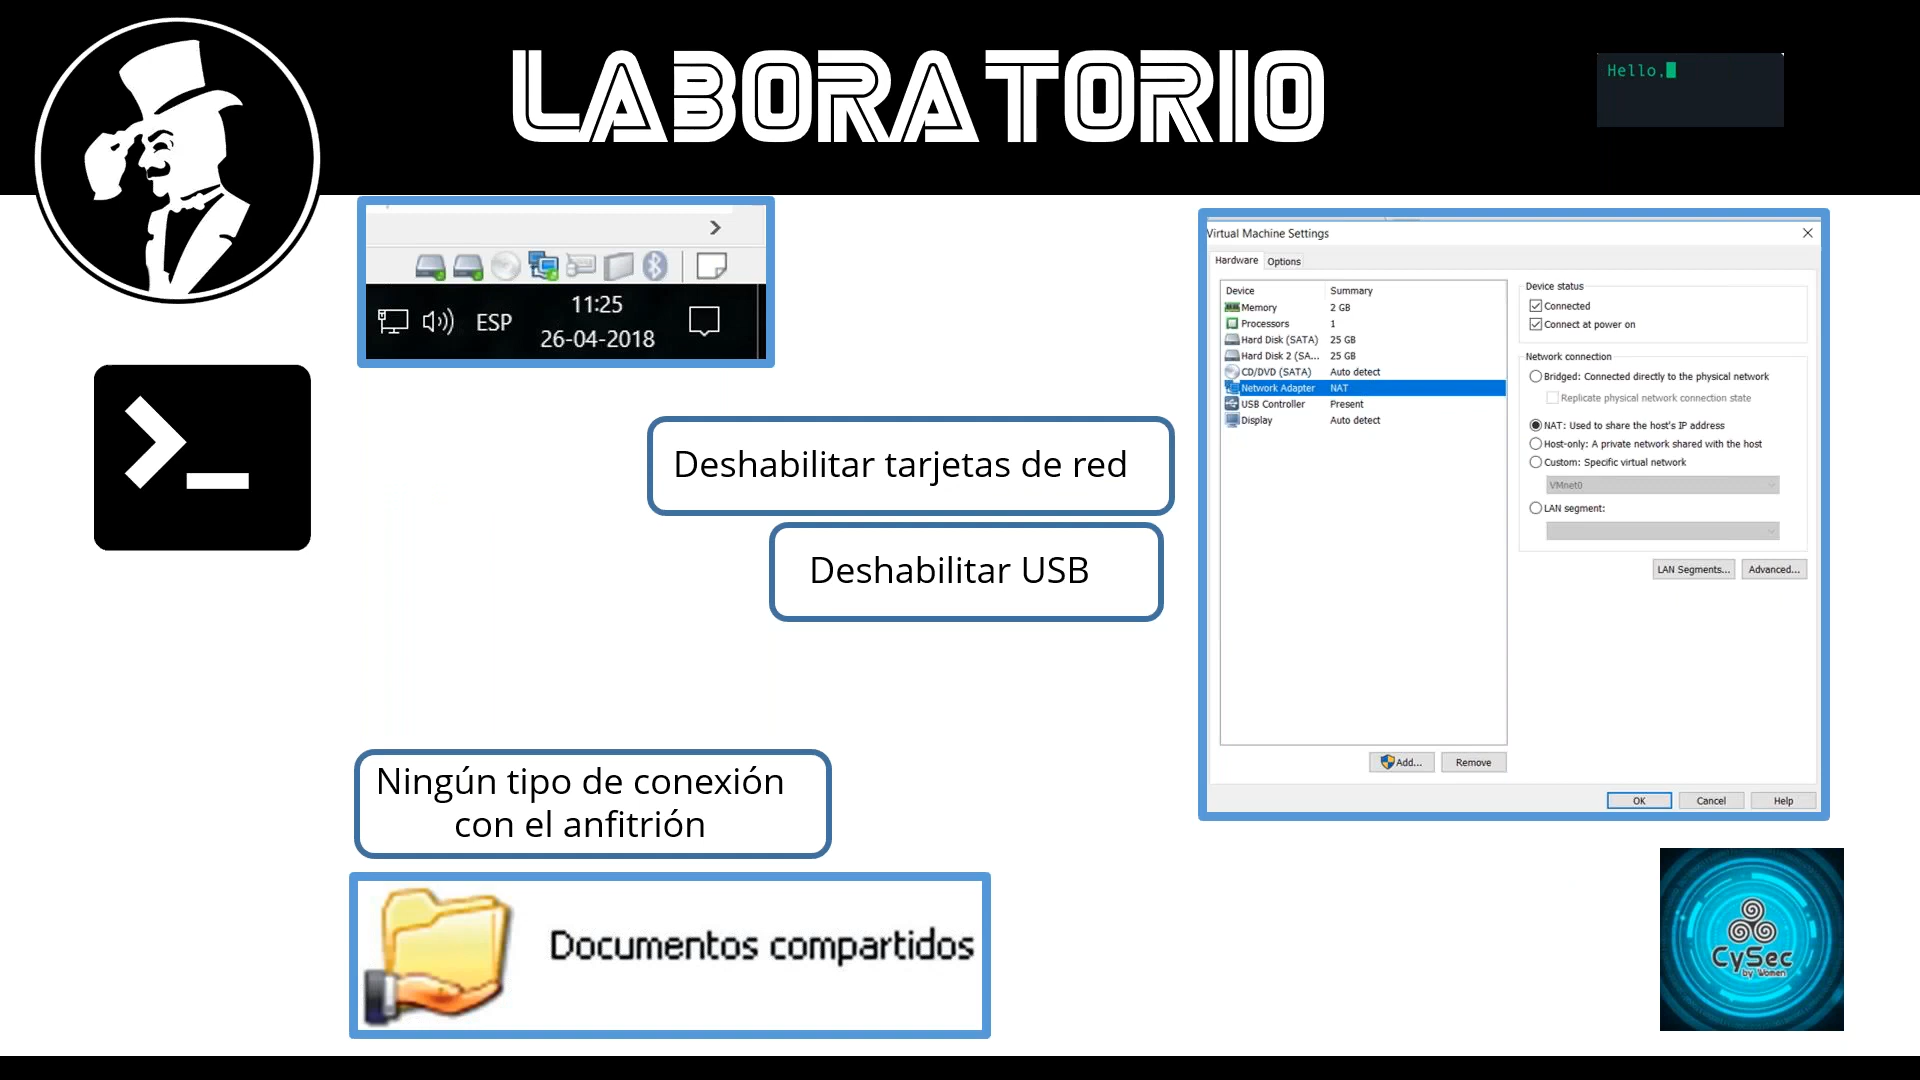 LABORATORIO
Hello,
11:25
ESP
26-04-2018
Deshabilitar tarjetas de red
Deshabilitar USB
Ningún tipo de conexión
con el anfitrión
Documentos compartidos
Virtual Machine Settings
Hardware Options
Device Summary
Memory 2 GB
Processors 1
Hard Disk (SATA) 25 GB
Hard Disk 2 (SA... 25 GB
CD/DVD (SATA) Auto detect
Network Adapter NAT
USB Controller Present
Display Auto detect
Add... Remove
Device status
Connected
Connect at power on
Network connection
Bridged: Connected directly to the physical network
Replicate physical network connection state
NAT: Used to share the host's IP address
Host-only: A private network shared with the host
Custom: Specific virtual network
VMnet0
LAN segment:
LAN Segments... Advanced...
OK Cancel Help
CySec
by Women